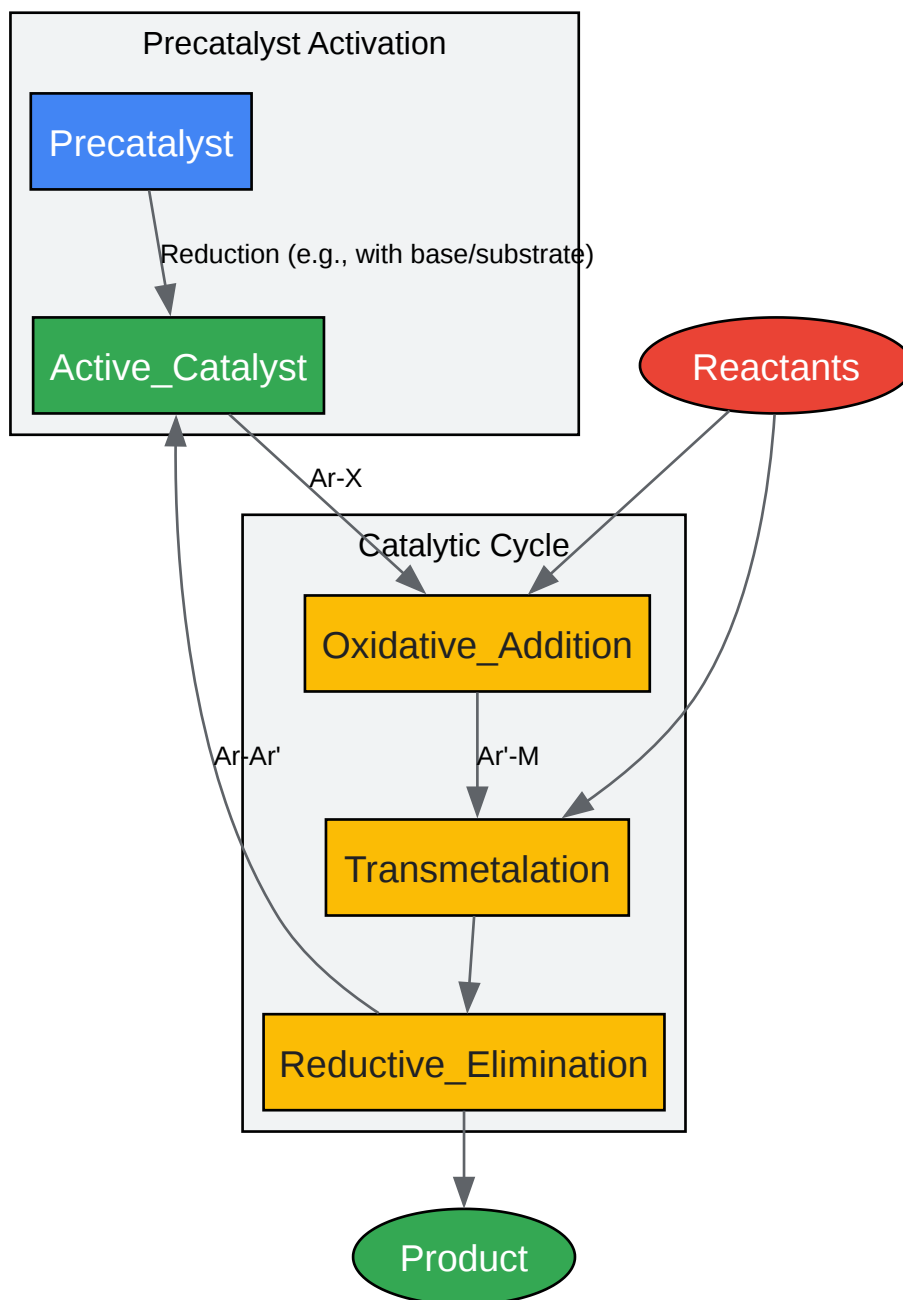 Precatalyst Activation
Precatalyst
Reduction (e.g., with base/substrate)
Active_Catalyst
Reactants
Ar-X
Catalytic Cycle
Oxidative_Addition
Ar-Ar'
Ar'-M
Transmetalation
Reductive_Elimination
Product